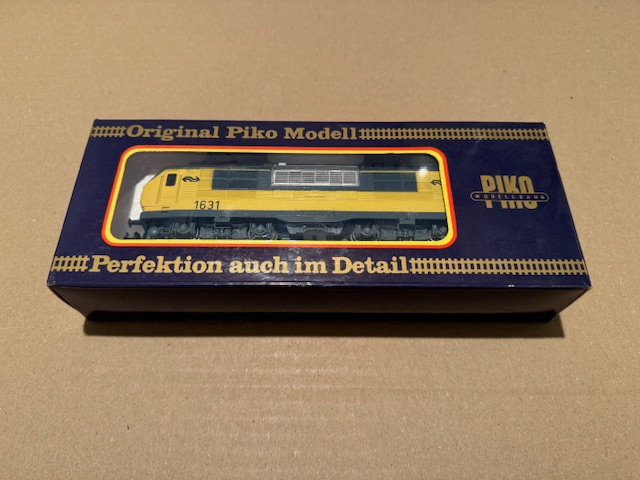 Original Piko Modell
PIKO
MODELLBAHN
1631
Perfektion auch im Detail